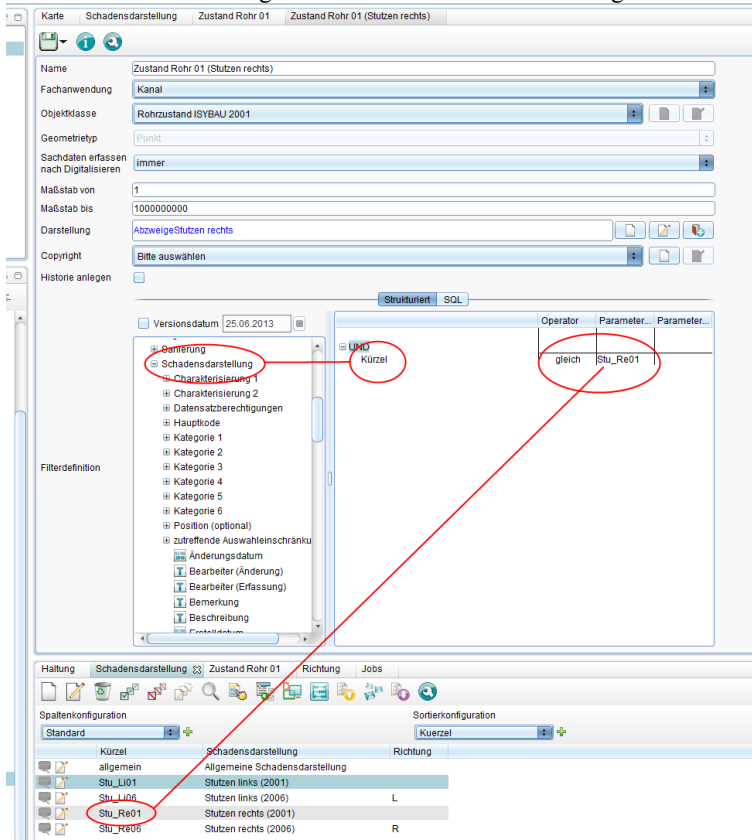 Karte Schadensdarstellung Zustand Rohr 01 Zustand Rohr 01 (Stutzen rechts)
Name Zustand Rohr 01 (Stutzen rechts)
Fachanwendung Kanal
Objektklasse Rohrzustand ISYBAU 2001
Geometrietyp Punkt
Sachdaten erfassen
nach Digitalisieren immer
Maßstab von 1
Maßstab bis 1000000000
Darstellung AbzweigeStutzen rechts
Copyright Bitte auswählen
Historie anlegen
Strukturiert SQL
Versionsdatum 25.06.2013
Operator Parameter... Parameter...
Sanierung
UND
Schadensdarstellung
Kürzel gleich Stu_Re01
Charakterisierung 1
Charakterisierung 2
Datensatzberechtigungen
Hauptkode
Kategorie 1
Kategorie 2
Filterdefinition
Kategorie 3
Kategorie 4
Kategorie 5
Kategorie 6
Position (optional)
zutreffende Auswahleinschränku
Änderungsdatum
Bearbeiter (Änderung)
Bearbeiter (Erfassung)
Bemerkung
Beschreibung
Erstelldatum
Haltung Schadensdarstellung Zustand Rohr 01 Richtung Jobs
Spaltenkonfiguration Sortierkonfiguration
Standard Kuerzel
Kürzel Schadensdarstellung Richtung
allgemein Allgemeine Schadensdarstellung
Stu_Li01 Stutzen links (2001)
Stu_Li06 Stutzen links (2006) L
Stu_Re01 Stutzen rechts (2001)
Stu_Re06 Stutzen rechts (2006) R